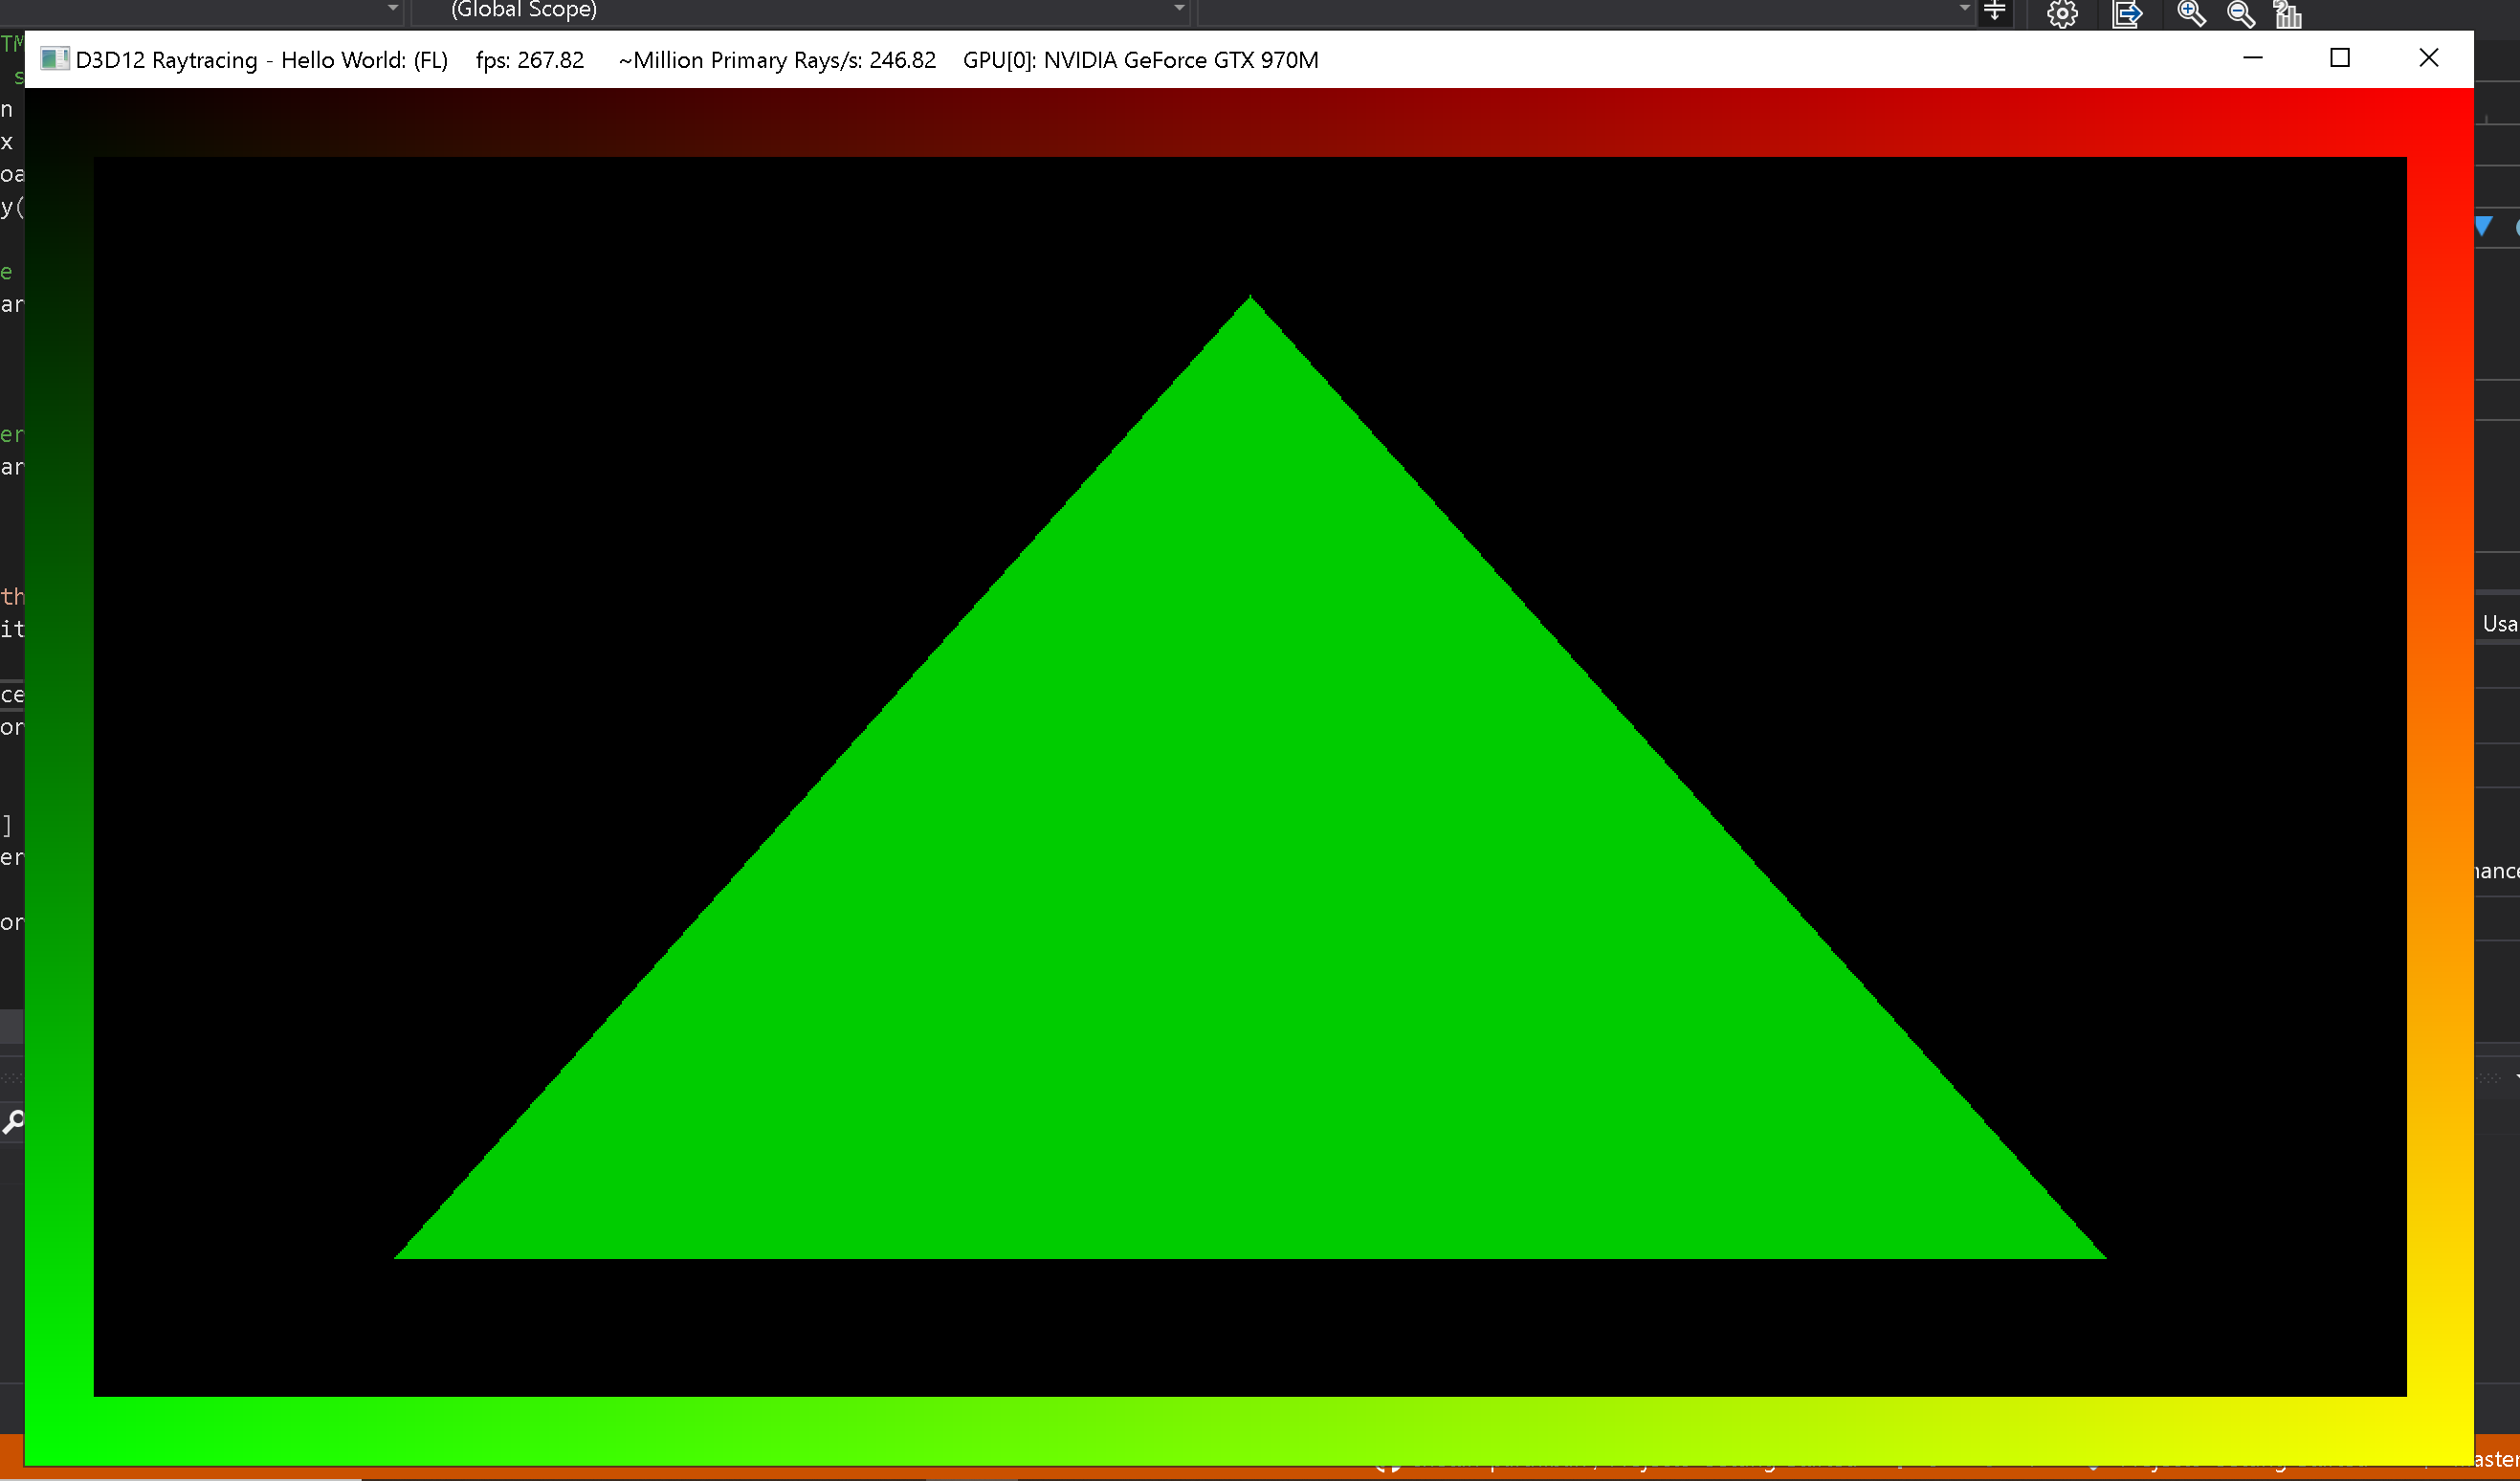 (Global Scope)
D3D12 Raytracing - Hello World: (FL) fps: 267.82 ~Million Primary Rays/s: 246.82 GPU[0]: NVIDIA GeForce GTX 970M
TM
s
n
x
oa
y(
e
ar
er
ar
th
it
Usa
ce
or
]
er
ance
or
aster